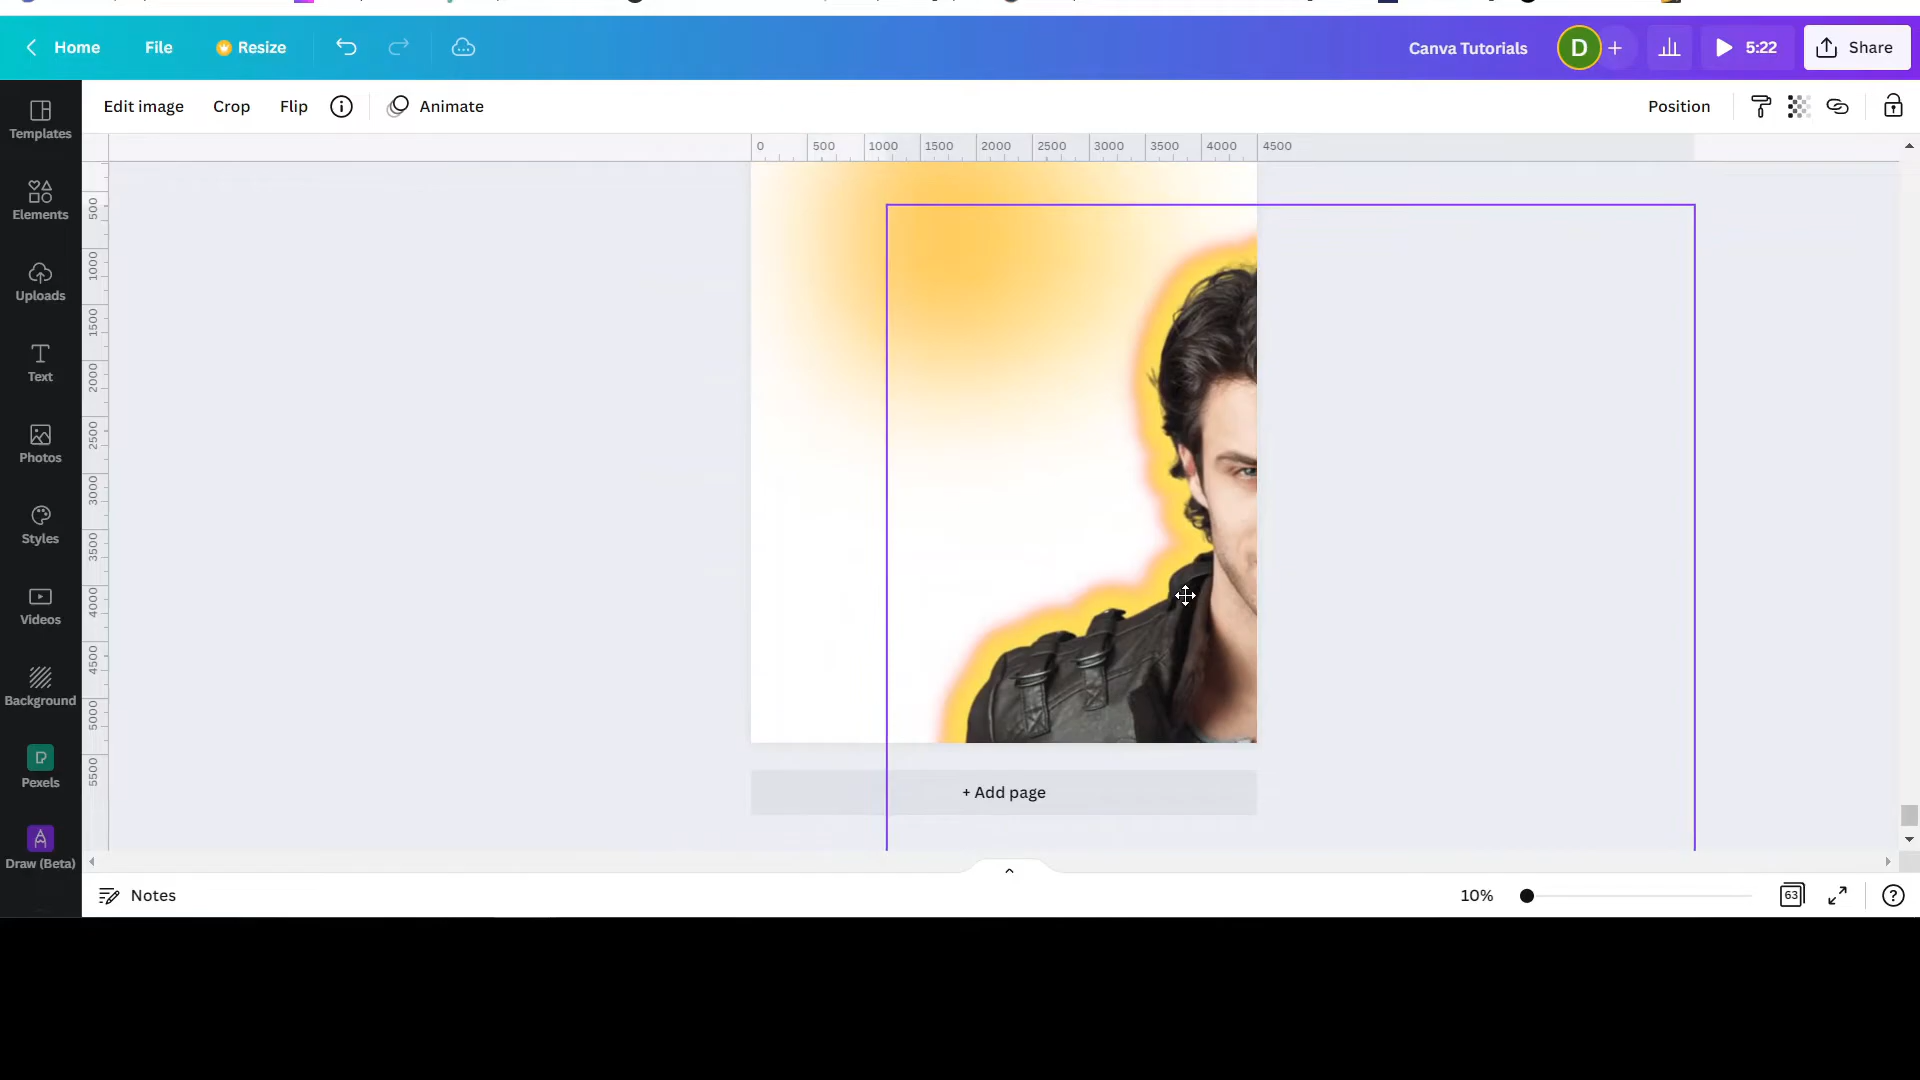 Home File Resize Canva Tutorials D + 5:22 Share
Edit image Crop Flip Animate Position
0 500 1000 1500 2000 2500 3000 3500 4000 4500
Templates
Elements
Uploads
Text
Photos
Styles
Videos
Background
Pexels
Draw (Beta)
500
1000
1500
2000
2500
3000
3500
4000
4500
5000
5500
+ Add page
Notes 10% 63 ?